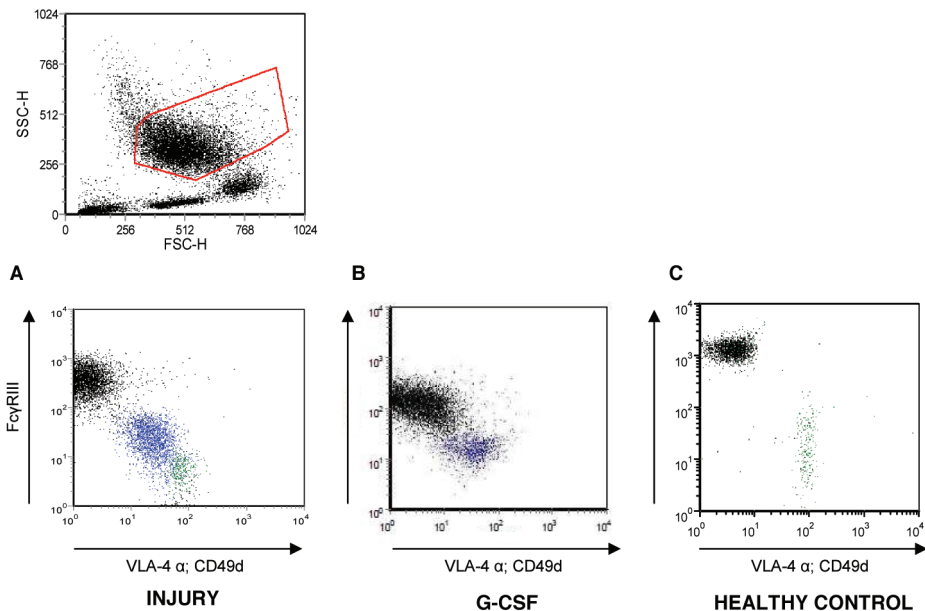 1024
768
512
256
0
SSC-H
0 256 512 768 1024
FSC-H
A B C
10⁴
10³
10²
10¹
10⁰
FcγRIII
10⁰ 10¹ 10² 10³ 10⁴
VLA-4 α; CD49d
INJURY
10⁴
10³
10²
10¹
10⁰
10⁰ 10¹ 10² 10³ 10⁴
VLA-4 α; CD49d
G-CSF
10⁴
10³
10²
10¹
10⁰
10⁰ 10¹ 10² 10³ 10⁴
VLA-4 α; CD49d
HEALTHY CONTROL